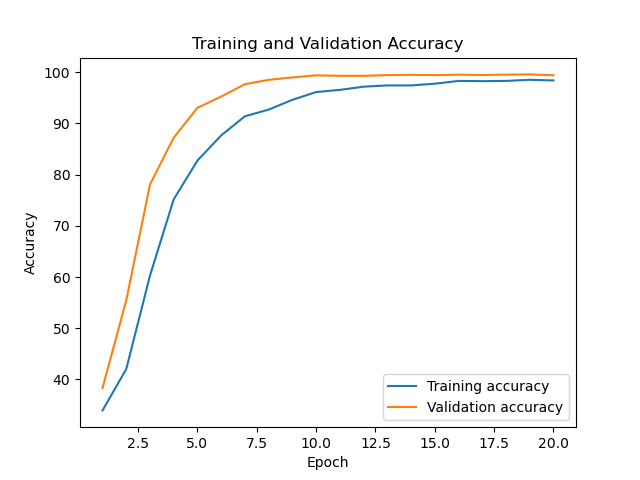 Training and Validation Accuracy
100
90
80
70
60
50
40
Accuracy
Training accuracy
Validation accuracy
2.5 5.0 7.5 10.0 12.5 15.0 17.5 20.0
Epoch